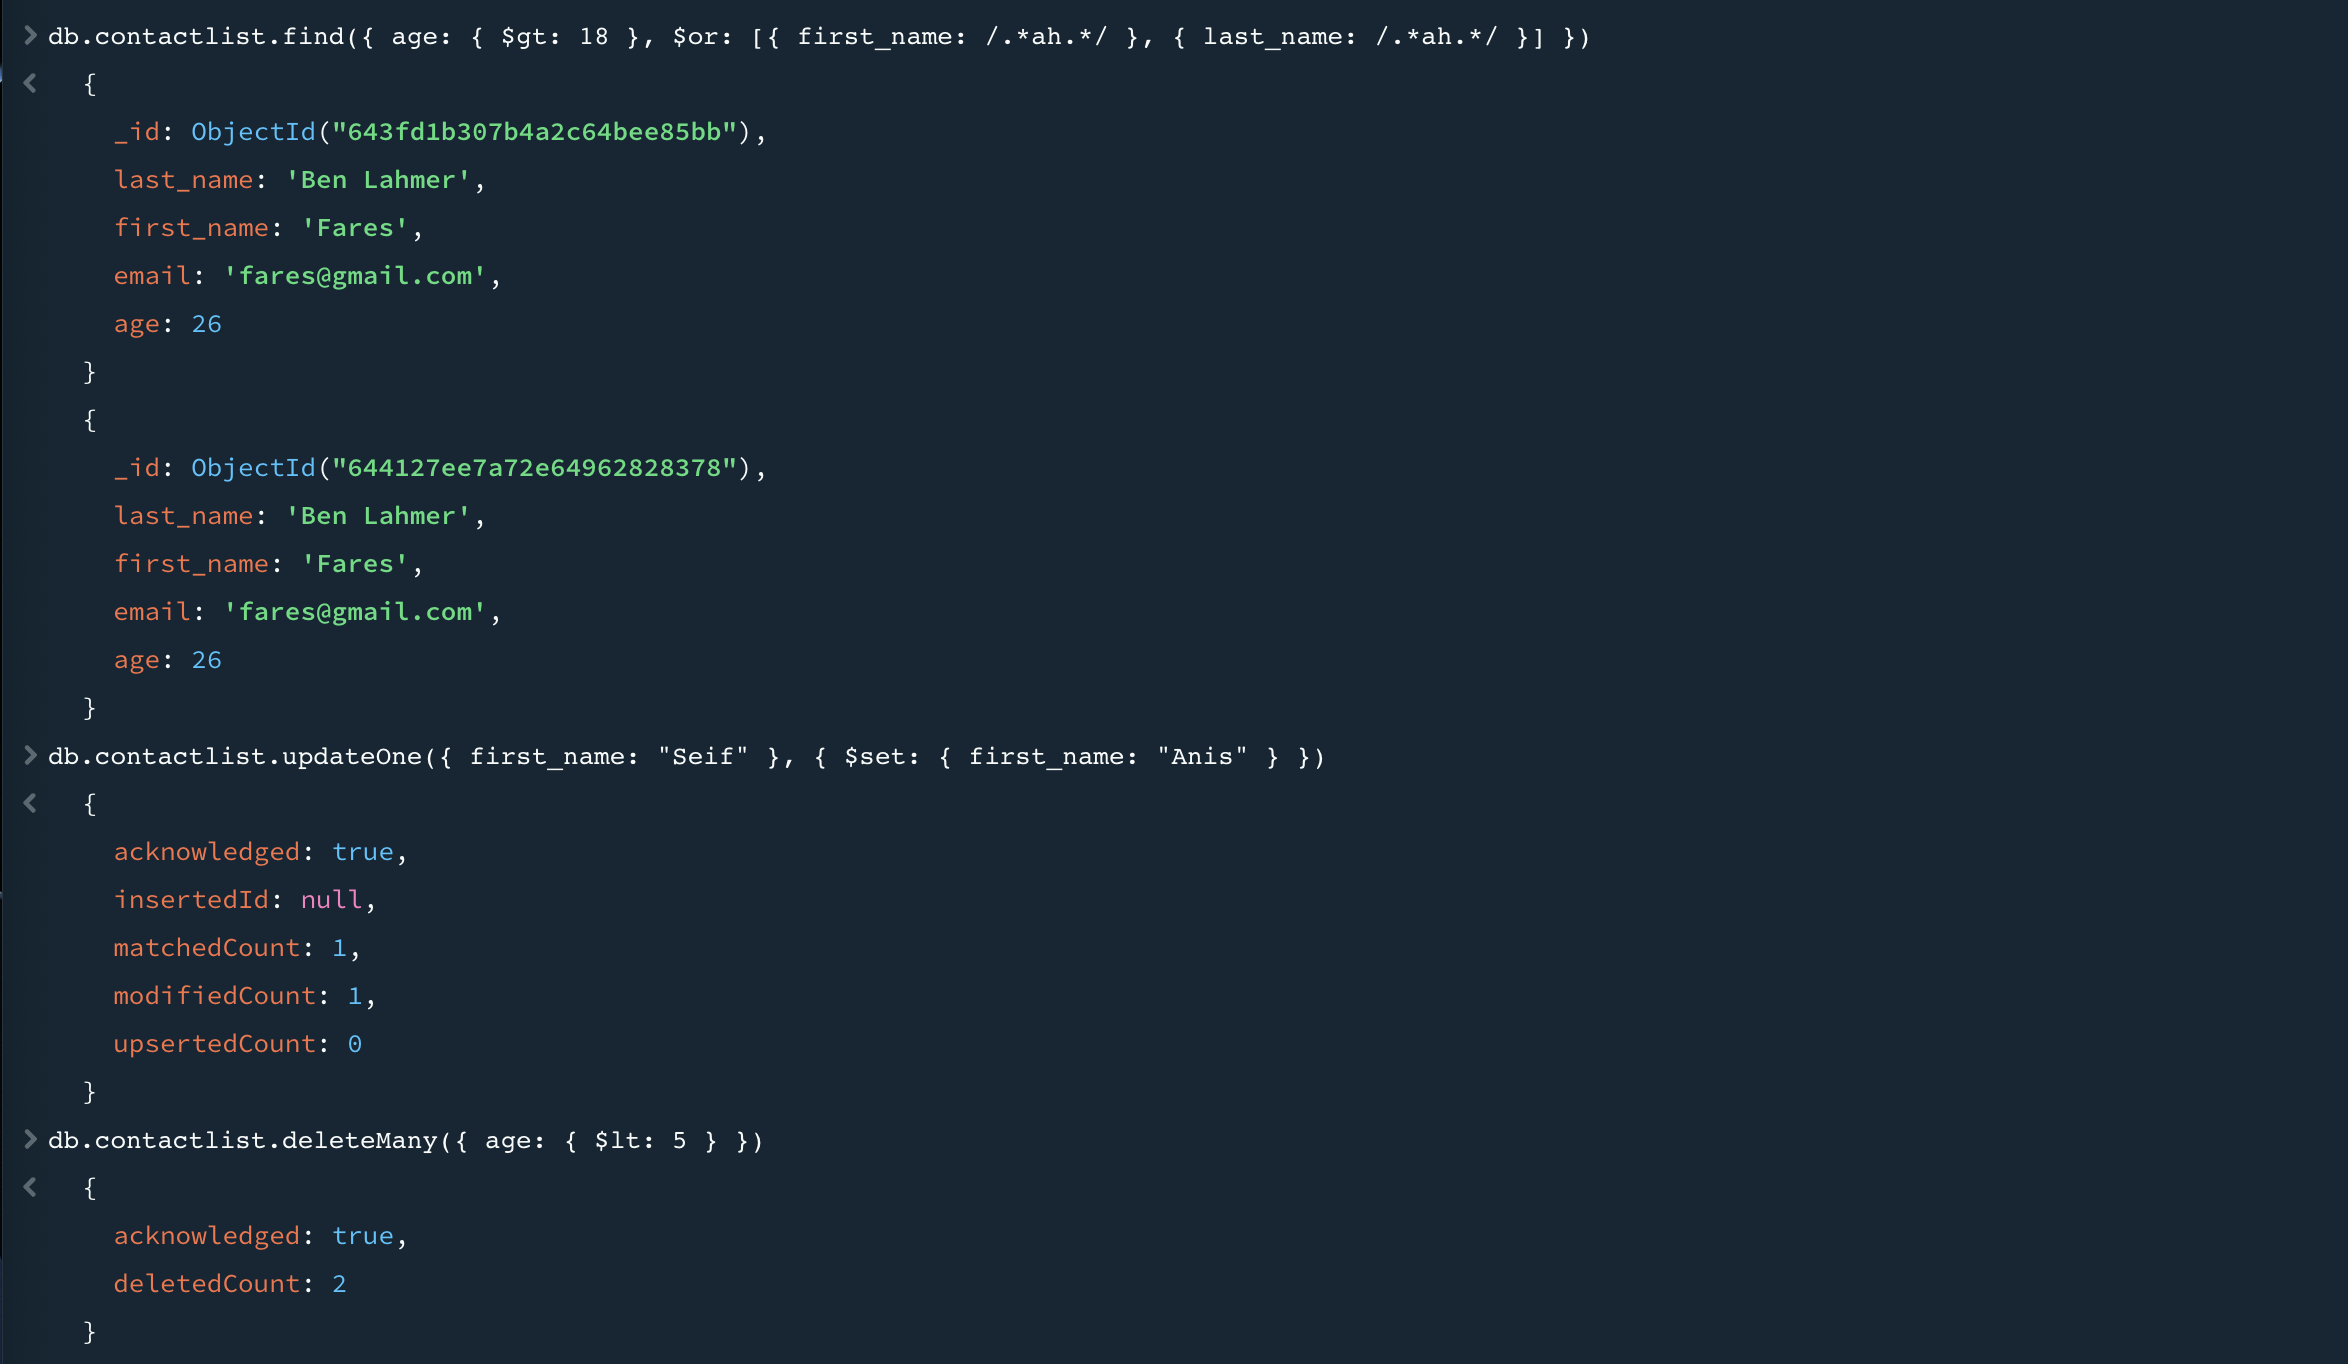 db.contactlist.find({ age: { $gt: 18 }, $or: [{ first_name: /.*ah.*/ }, { last_name: /.*ah.*/ }] })
{
_id: ObjectId("643fd1b307b4a2c64bee85bb"),
last_name: 'Ben Lahmer',
first_name: 'Fares',
email: 'fares@gmail.com',
age: 26
}
{
_id: ObjectId("644127ee7a72e64962828378"),
last_name: 'Ben Lahmer',
first_name: 'Fares',
email: 'fares@gmail.com',
age: 26
}
db.contactlist.updateOne({ first_name: "Seif" }, { $set: { first_name: "Anis" } })
{
acknowledged: true,
insertedId: null,
matchedCount: 1,
modifiedCount: 1,
upsertedCount: 0
}
db.contactlist.deleteMany({ age: { $lt: 5 } })
{
acknowledged: true,
deletedCount: 2
}